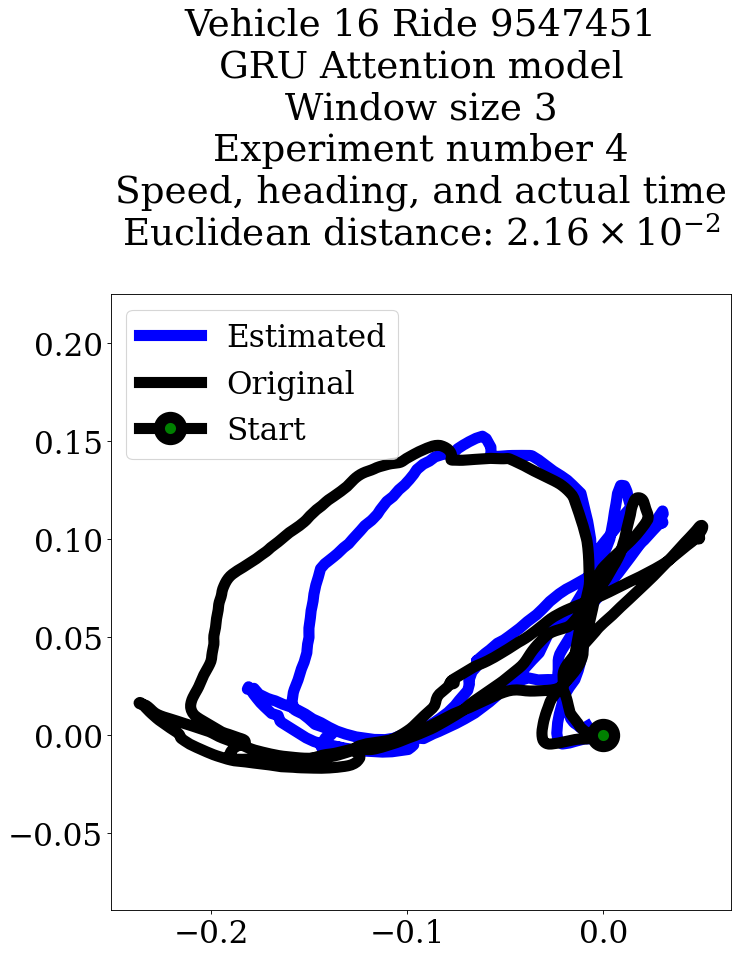 Vehicle 16 Ride 9547451
GRU Attention model
Window size 3
Experiment number 4
Speed, heading, and actual time
Euclidean distance: 2.16 × 10⁻²
Estimated
Original
Start
0.20
0.15
0.10
0.05
0.00
−0.05
−0.2
−0.1
0.0